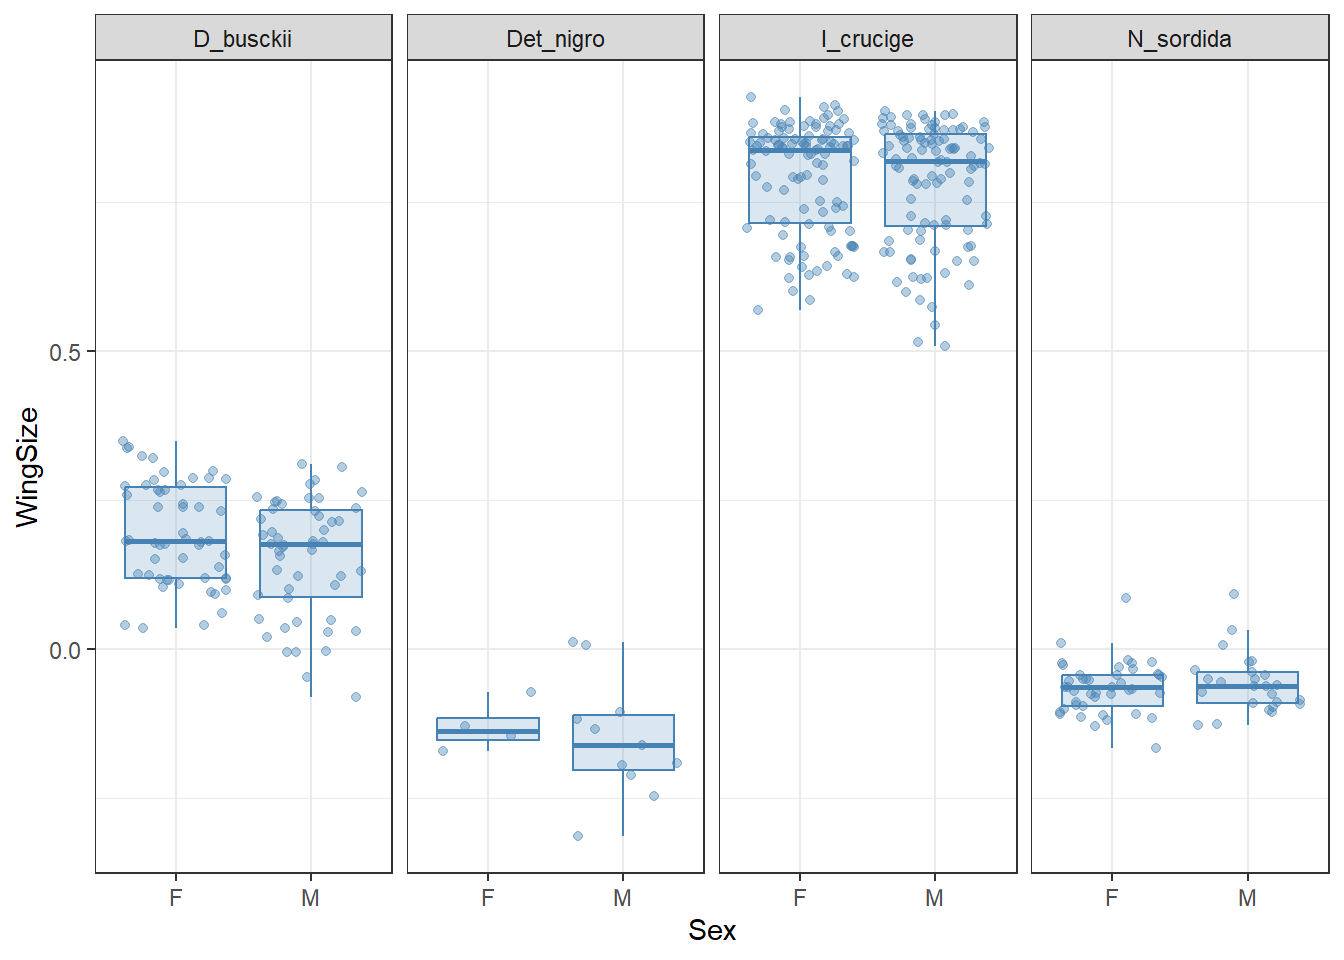 D_busckii
Det_nigro
I_crucige
N_sordida
WingSize
0.5
0.0
F
M
F
M
F
M
F
M
Sex